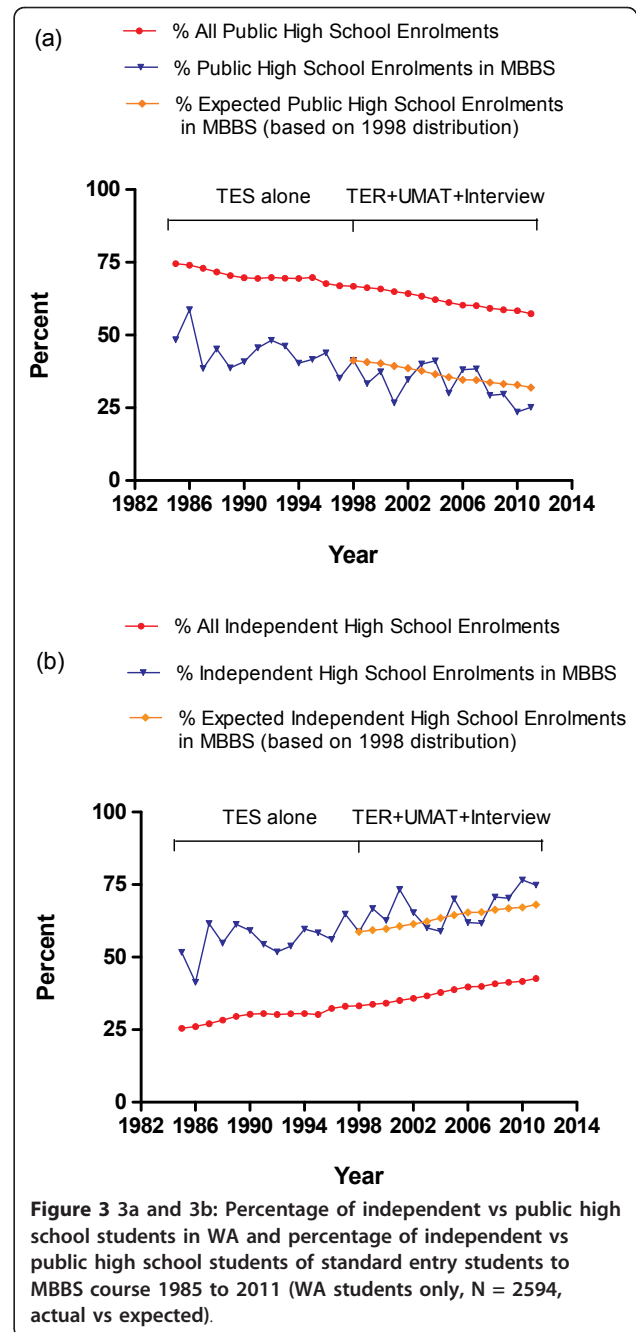 (a)
% All Public High School Enrolments
% Public High School Enrolments in MBBS
% Expected Public High School Enrolments
in MBBS (based on 1998 distribution)
TES alone
TER+UMAT+Interview
100
75
50
25
0
Percent
1982 1986 1990 1994 1998 2002 2006 2010 2014
Year
(b)
% All Independent High School Enrolments
% Independent High School Enrolments in MBBS
% Expected Independent High School Enrolments
in MBBS (based on 1998 distribution)
TES alone
TER+UMAT+Interview
100
75
50
25
0
Percent
1982 1986 1990 1994 1998 2002 2006 2010 2014
Year
Figure 3 3a and 3b: Percentage of independent vs public high
school students in WA and percentage of independent vs
public high school students of standard entry students to
MBBS course 1985 to 2011 (WA students only, N = 2594,
actual vs expected).